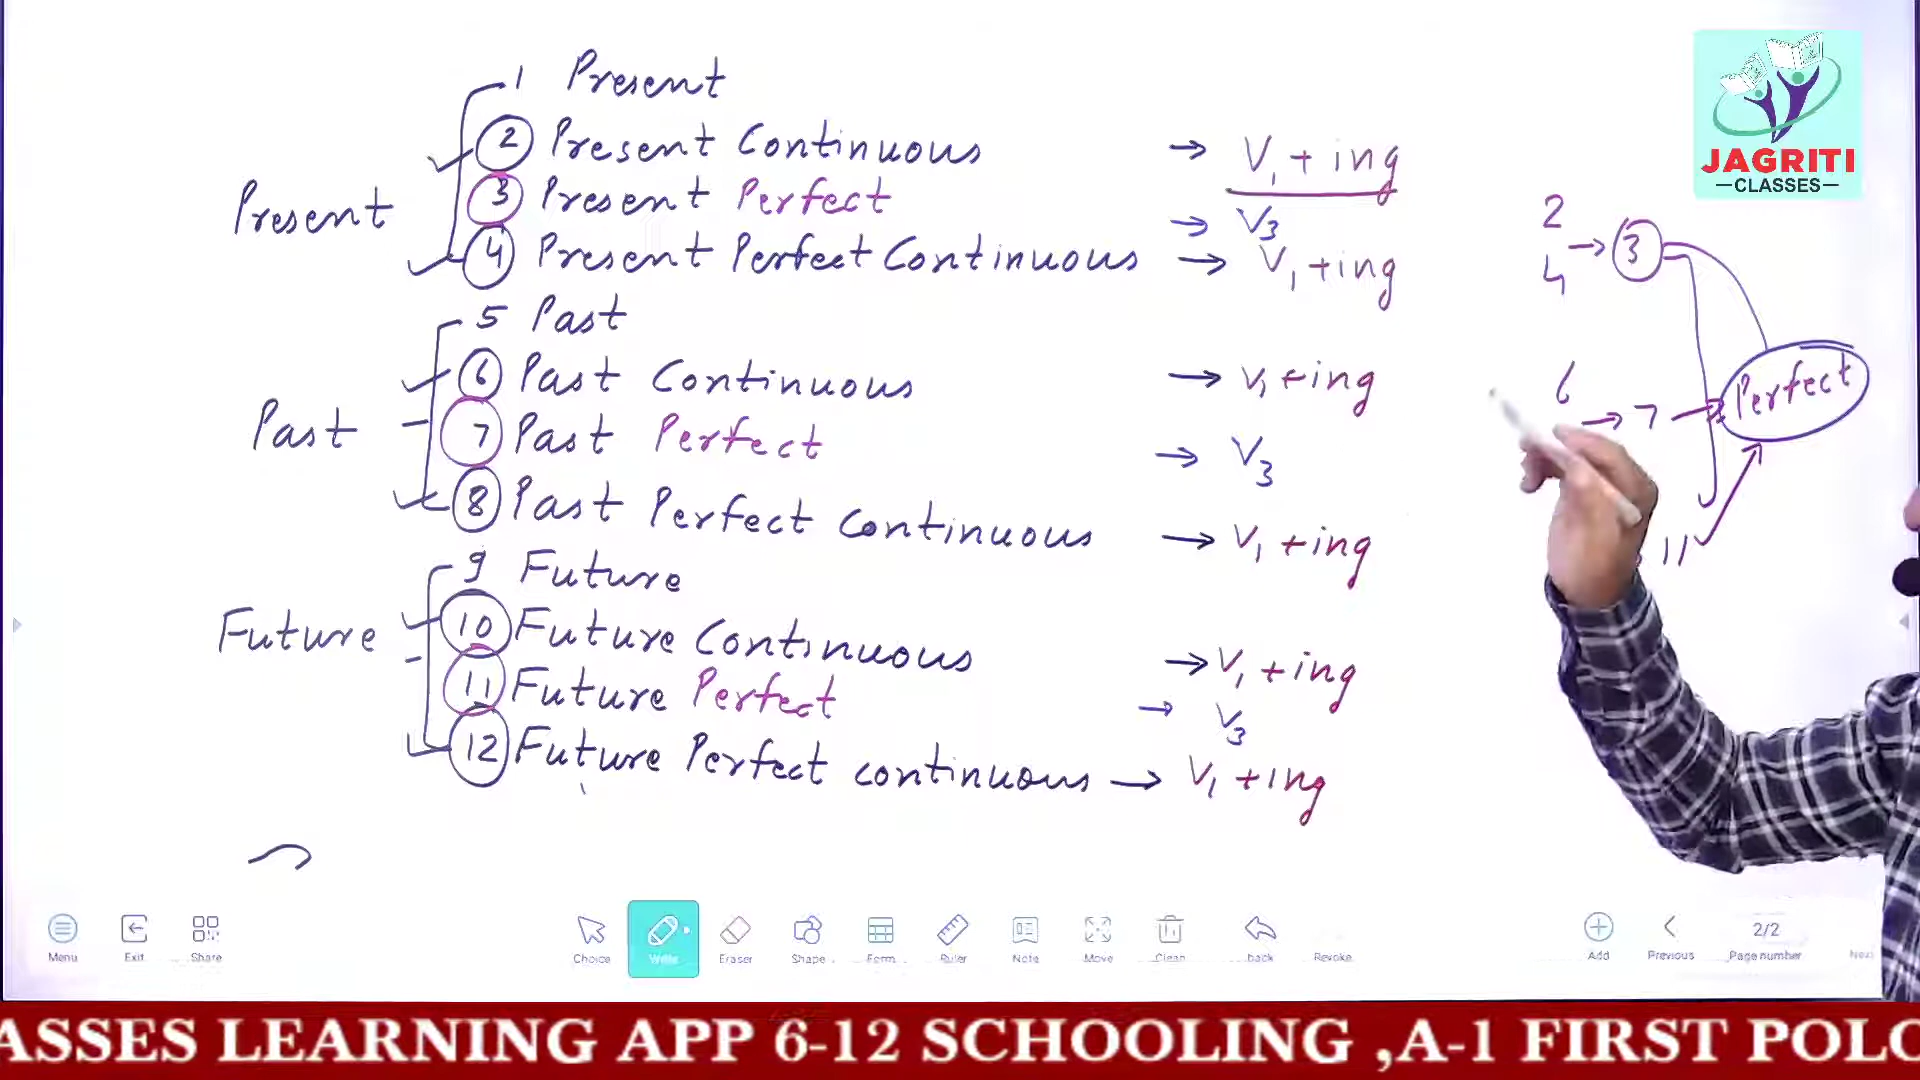 1 Present
2 Present Continuous → V1 + ing
3 Present Perfect → V3
Present
4 Present Perfect Continuous → V1 + ing
5 Past
6 Past Continuous → V1 + ing
Past
7 Past Perfect → V3
8 Past Perfect Continuous → V1 + ing
9 Future
10 Future Continuous → V1 + ing
Future
11 Future Perfect → V3
12 Future Perfect continuous → V1 + ing
JAGRITI
—CLASSES—
2
4 → 3
6
→ 7 → Perfect
11
Menu Exit Share Choice Write Eraser Shape Form Ruler Note Move Clean back Revoke Add Previous Page number
2/2
ASSES LEARNING APP 6-12 SCHOOLING ,A-1 FIRST POLO